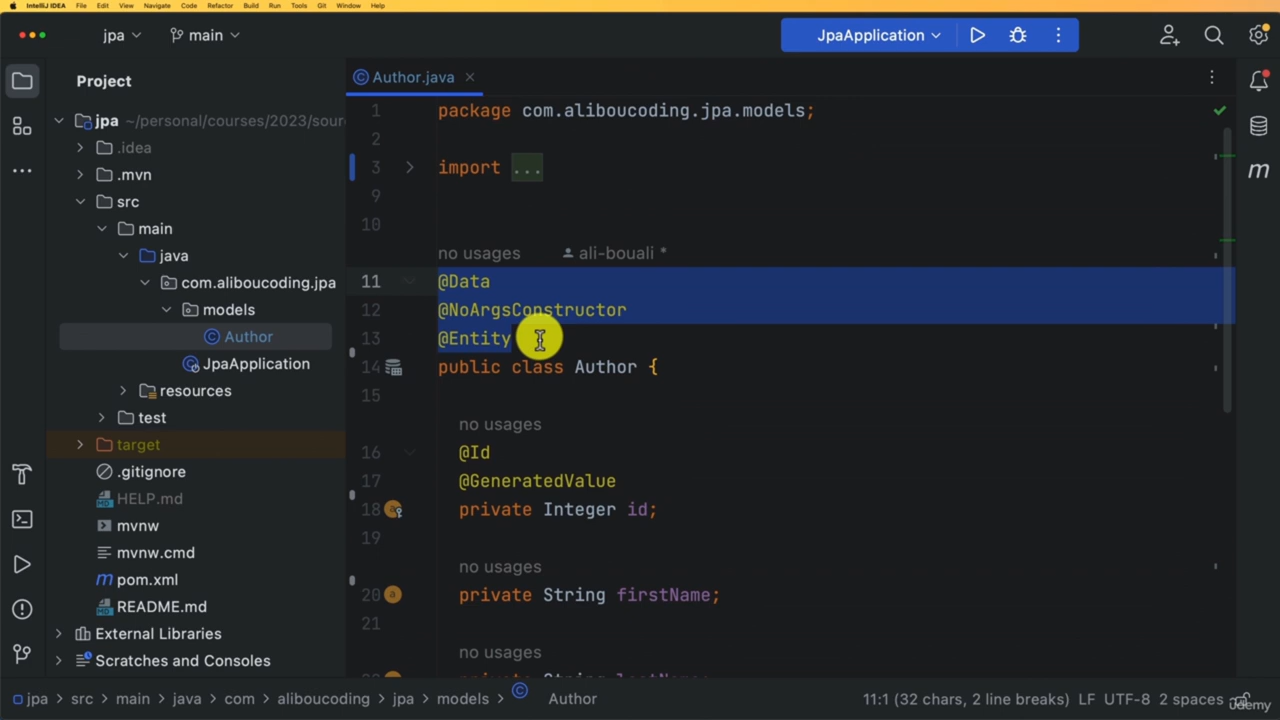 IntelliJ IDEA File Edit View Navigate Code Refactor Build Run Tools Git Window Help
jpa main JpaApplication
Project
Author.java
jpa ~/personal/courses/2023/sour
.idea
.mvn
src
main
java
com.aliboucoding.jpa
models
Author
JpaApplication
resources
test
target
.gitignore
HELP.md
mvnw
mvnw.cmd
pom.xml
README.md
External Libraries
Scratches and Consoles
1 package com.aliboucoding.jpa.models;
2
3 import ...
9
10
no usages ali-bouali *
11 @Data
12 @NoArgsConstructor
13 @Entity
14 public class Author {
15
no usages
16 @Id
17 @GeneratedValue
18 private Integer id;
19
no usages
20 private String firstName;
21
no usages
private String lastName
jpa > src > main > java > com > aliboucoding > jpa > models > Author
11:1 (32 chars, 2 line breaks) LF UTF-8 2 spaces
udemy